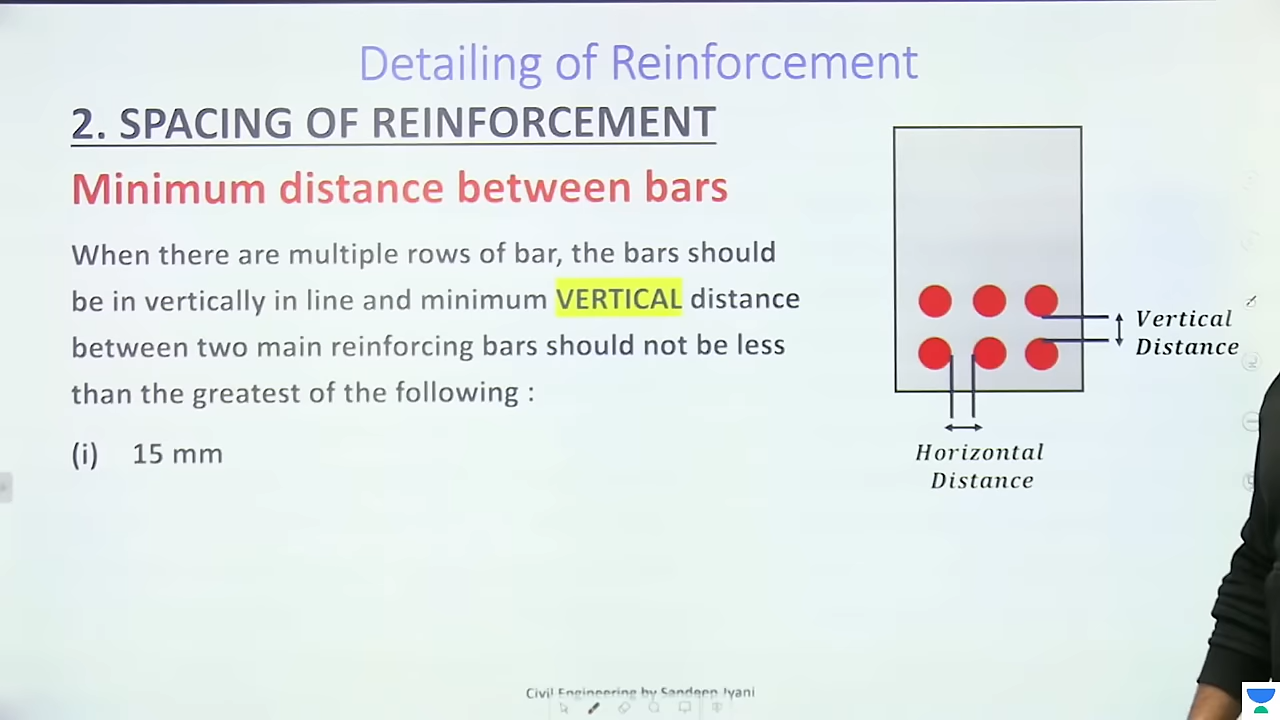 Detailing of Reinforcement
2. SPACING OF REINFORCEMENT
Minimum distance between bars
When there are multiple rows of bar, the bars should
be in vertically in line and minimum VERTICAL distance
between two main reinforcing bars should not be less
than the greatest of the following :
(i) 15 mm
Vertical
Distance
Horizontal
Distance
Civil Engineering by Sandeep Jyani